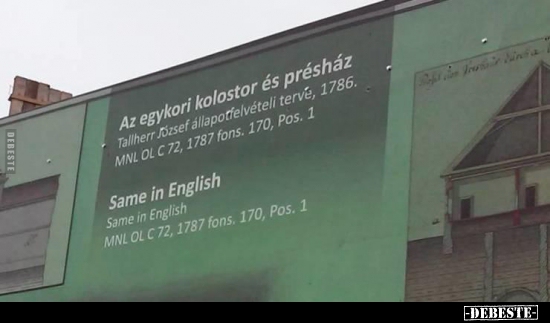 Az egykori kolostor és présház
Tallherr József állapotfelvételi terve, 1786.
MNL OL C 72, 1787 fons. 170, Pos. 1
Same in English
Same in English
MNL OL C 72, 1787 fons. 170, Pos. 1
DEBESTE
-DEBESTE-